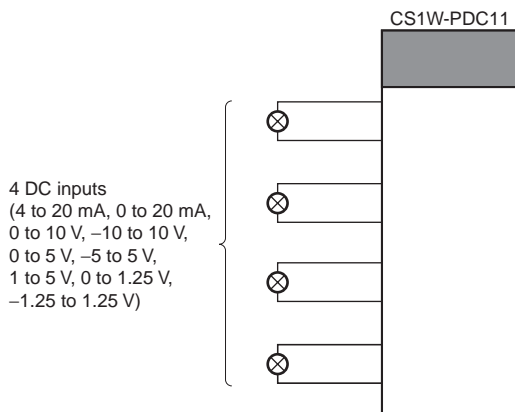 CS1W-PDC11
4 DC inputs
(4 to 20 mA, 0 to 20 mA,
0 to 10 V, −10 to 10 V,
0 to 5 V, −5 to 5 V,
1 to 5 V, 0 to 1.25 V,
−1.25 to 1.25 V)